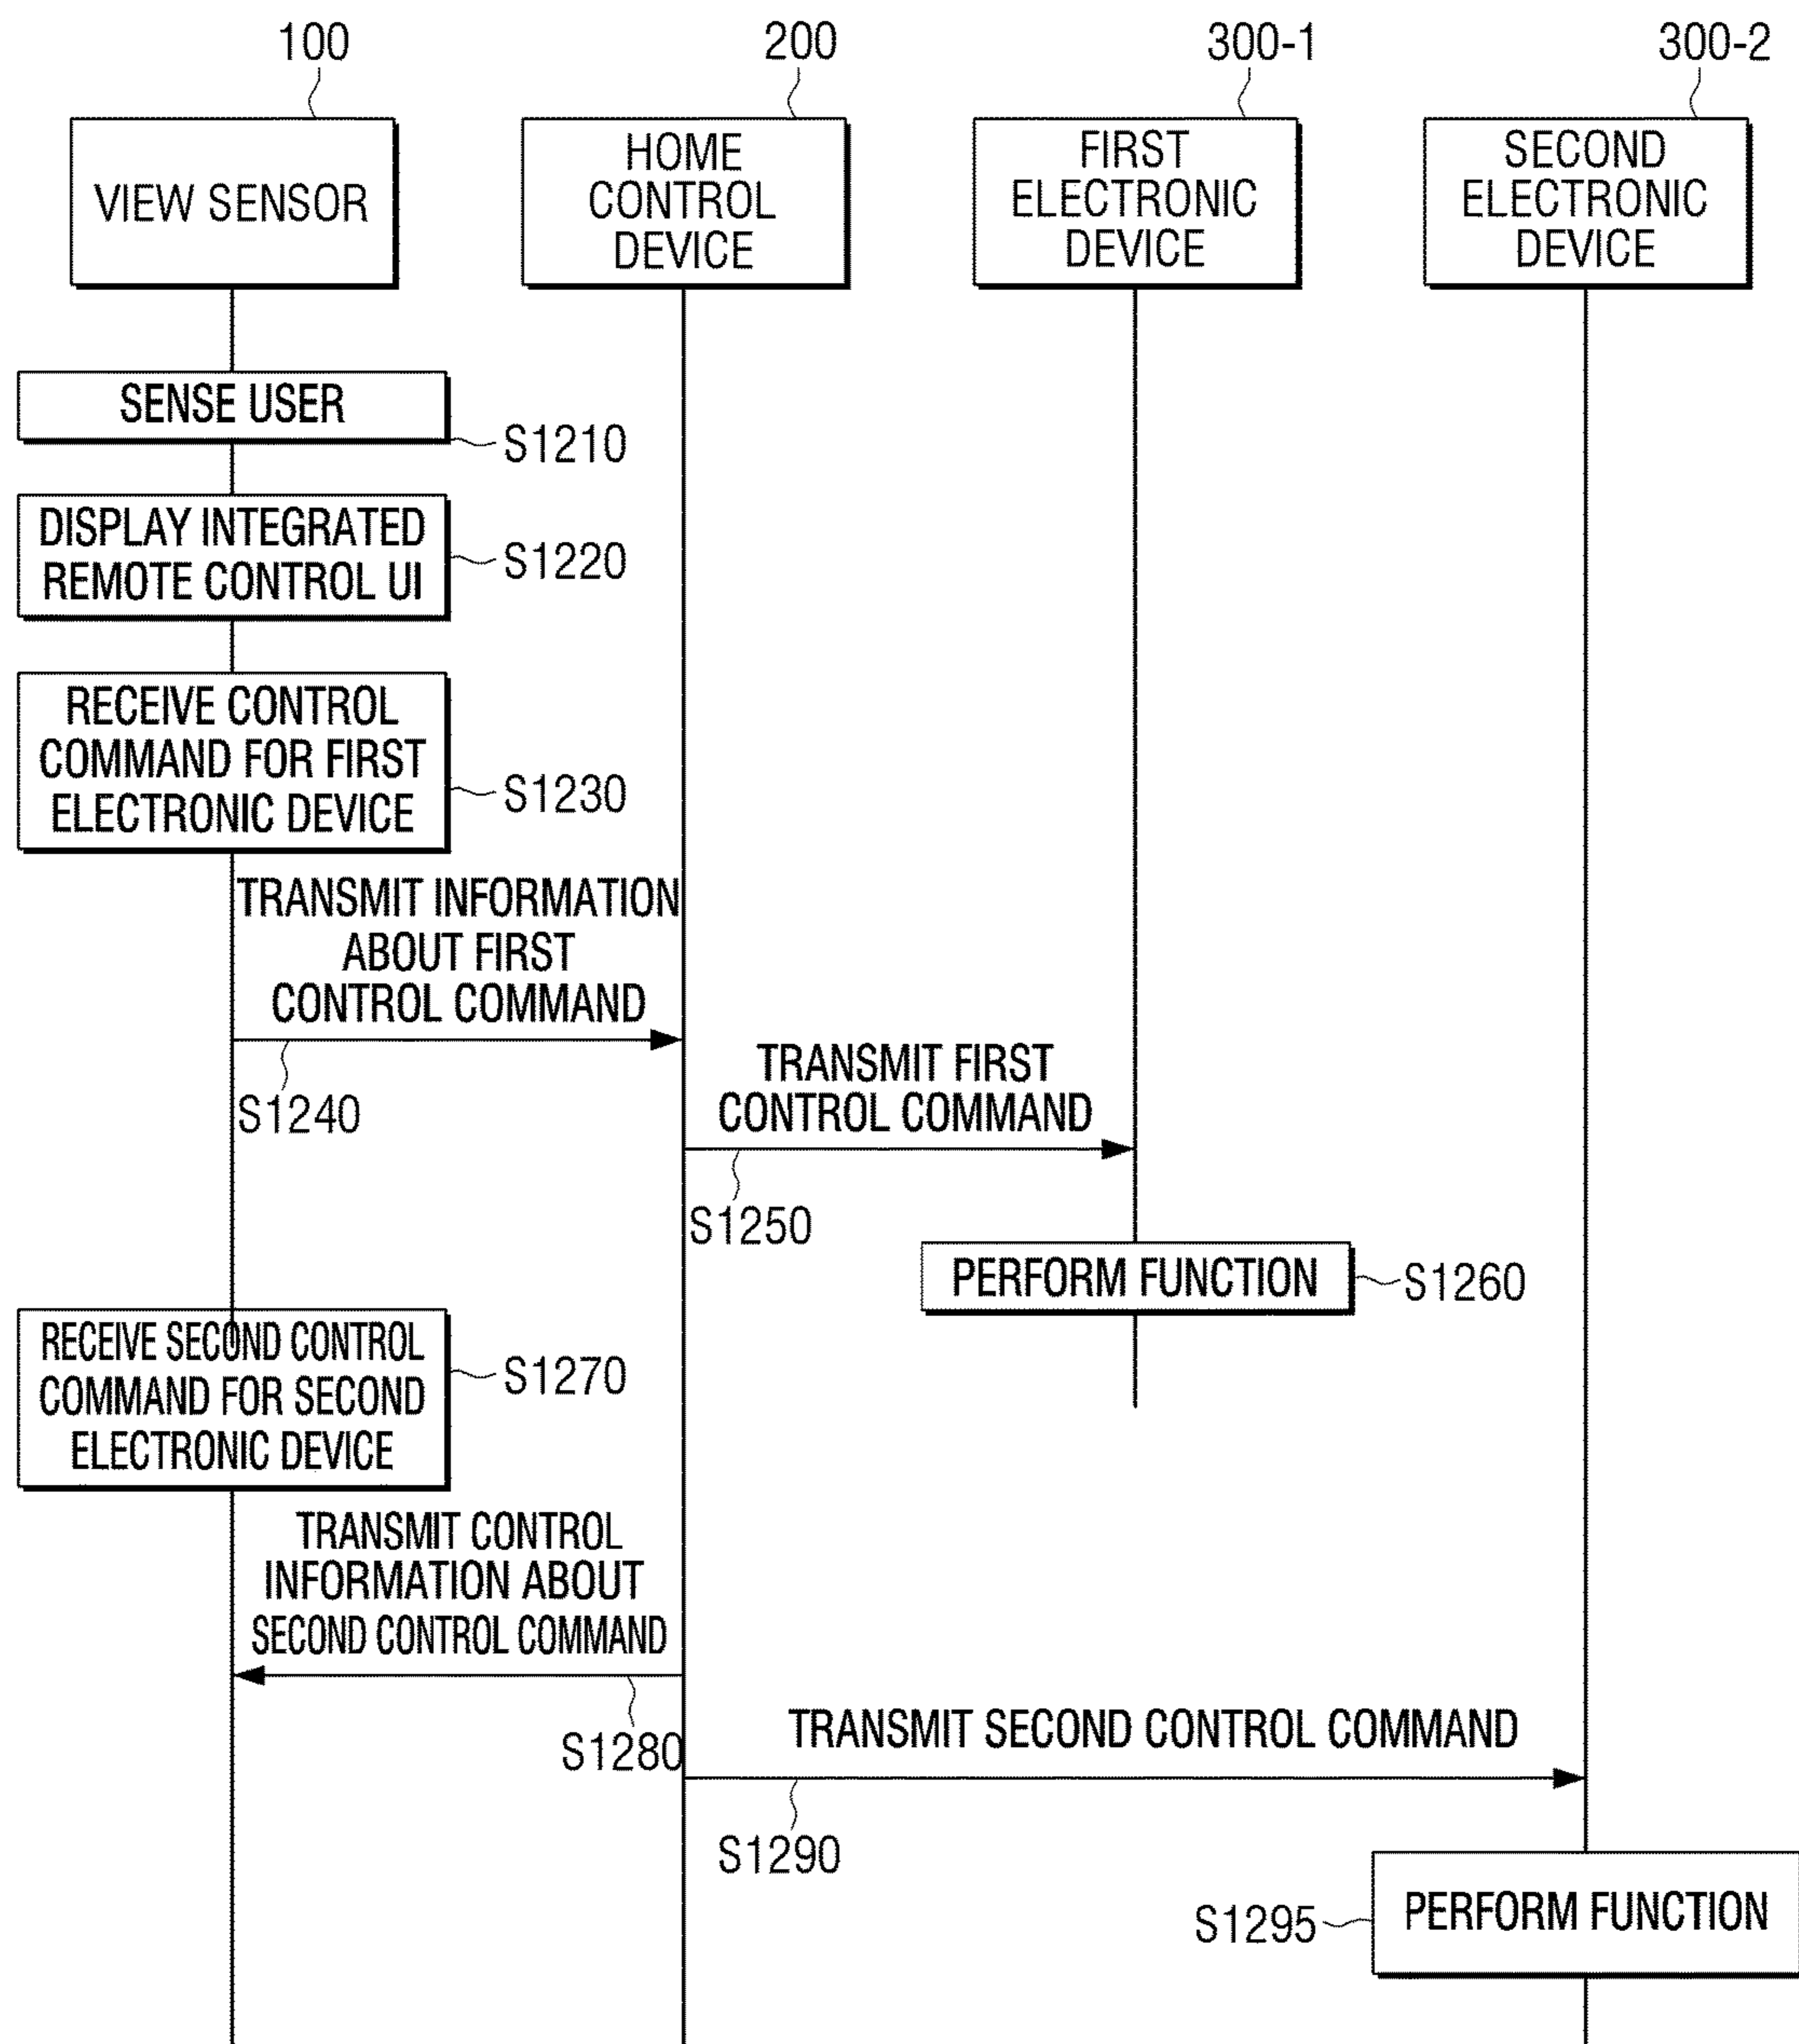 100
200
300-1
300-2
VIEW SENSOR
HOME
CONTROL
DEVICE
FIRST
ELECTRONIC
DEVICE
SECOND
ELECTRONIC
DEVICE
SENSE USER
S1210
DISPLAY INTEGRATED
REMOTE CONTROL UI
S1220
RECEIVE CONTROL
COMMAND FOR FIRST
ELECTRONIC DEVICE
S1230
TRANSMIT INFORMATION
ABOUT FIRST
CONTROL COMMAND
S1240
TRANSMIT FIRST
CONTROL COMMAND
S1250
PERFORM FUNCTION
S1260
RECEIVE SECOND CONTROL
COMMAND FOR SECOND
ELECTRONIC DEVICE
S1270
TRANSMIT CONTROL
INFORMATION ABOUT
SECOND CONTROL COMMAND
S1280
TRANSMIT SECOND CONTROL COMMAND
S1290
PERFORM FUNCTION
S1295